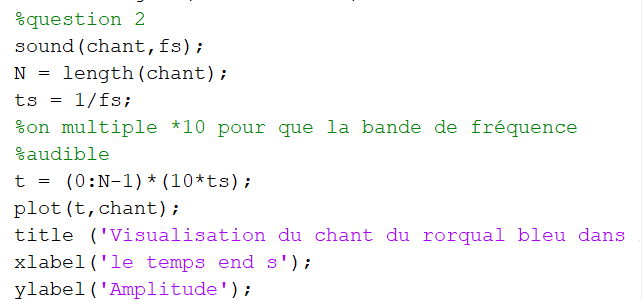 %question 2
sound(chant,fs);
N = length(chant);
ts = 1/fs;
%on multiple *10 pour que la bande de fréquence
%audible
t = (0:N-1)*(10*ts);
plot(t,chant);
title ('Visualisation du chant du rorqual bleu dans
xlabel('le temps end s');
ylabel('Amplitude');